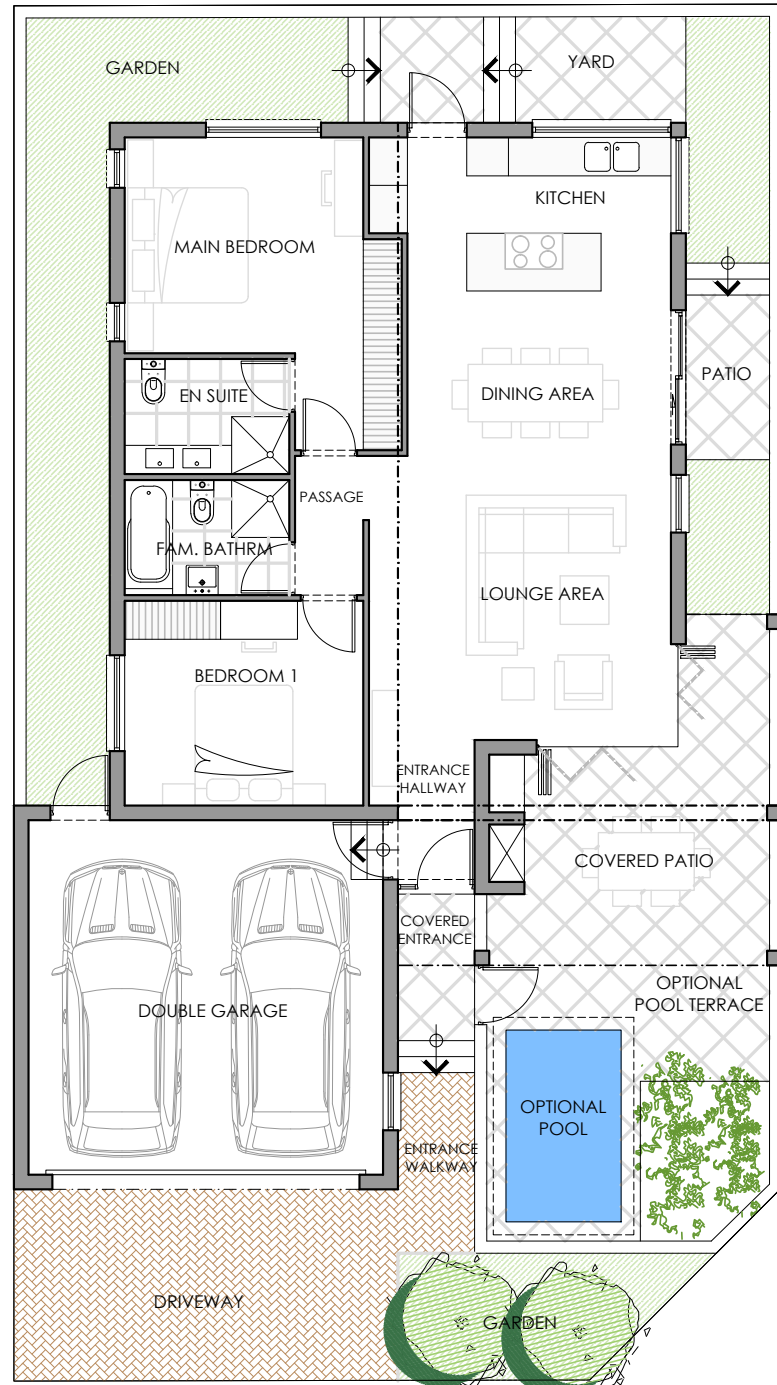 GARDEN
YARD
KITCHEN
MAIN BEDROOM
PATIO
EN SUITE
DINING AREA
PASSAGE
FAM. BATHRM
LOUNGE AREA
BEDROOM 1
ENTRANCE
HALLWAY
COVERED PATIO
COVERED
ENTRANCE
OPTIONAL
POOL TERRACE
DOUBLE GARAGE
OPTIONAL
POOL
ENTRANCE
WALKWAY
DRIVEWAY
GARDEN